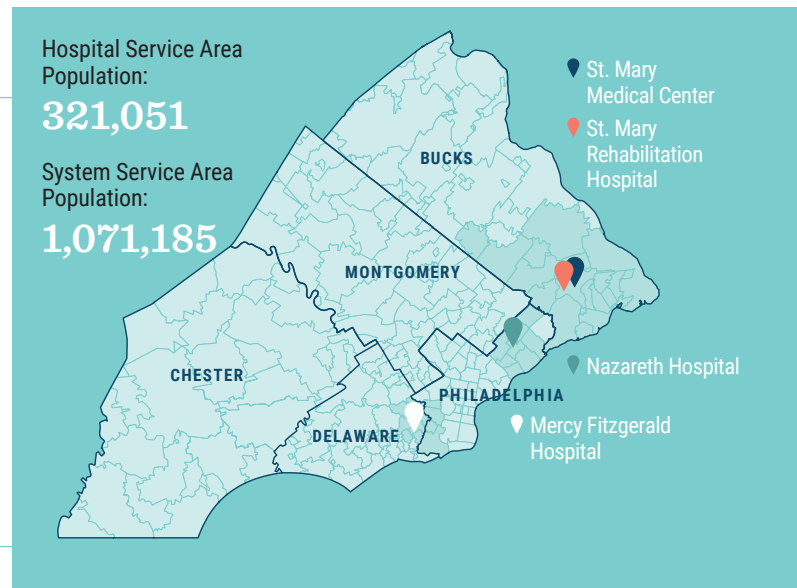 Hospital Service Area
Population:
321,051
System Service Area
Population:
1,071,185
St. Mary
Medical Center
St. Mary
Rehabilitation
Hospital
BUCKS
MONTGOMERY
CHESTER
Nazareth Hospital
PHILADELPHIA
DELAWARE
Mercy Fitzgerald
Hospital